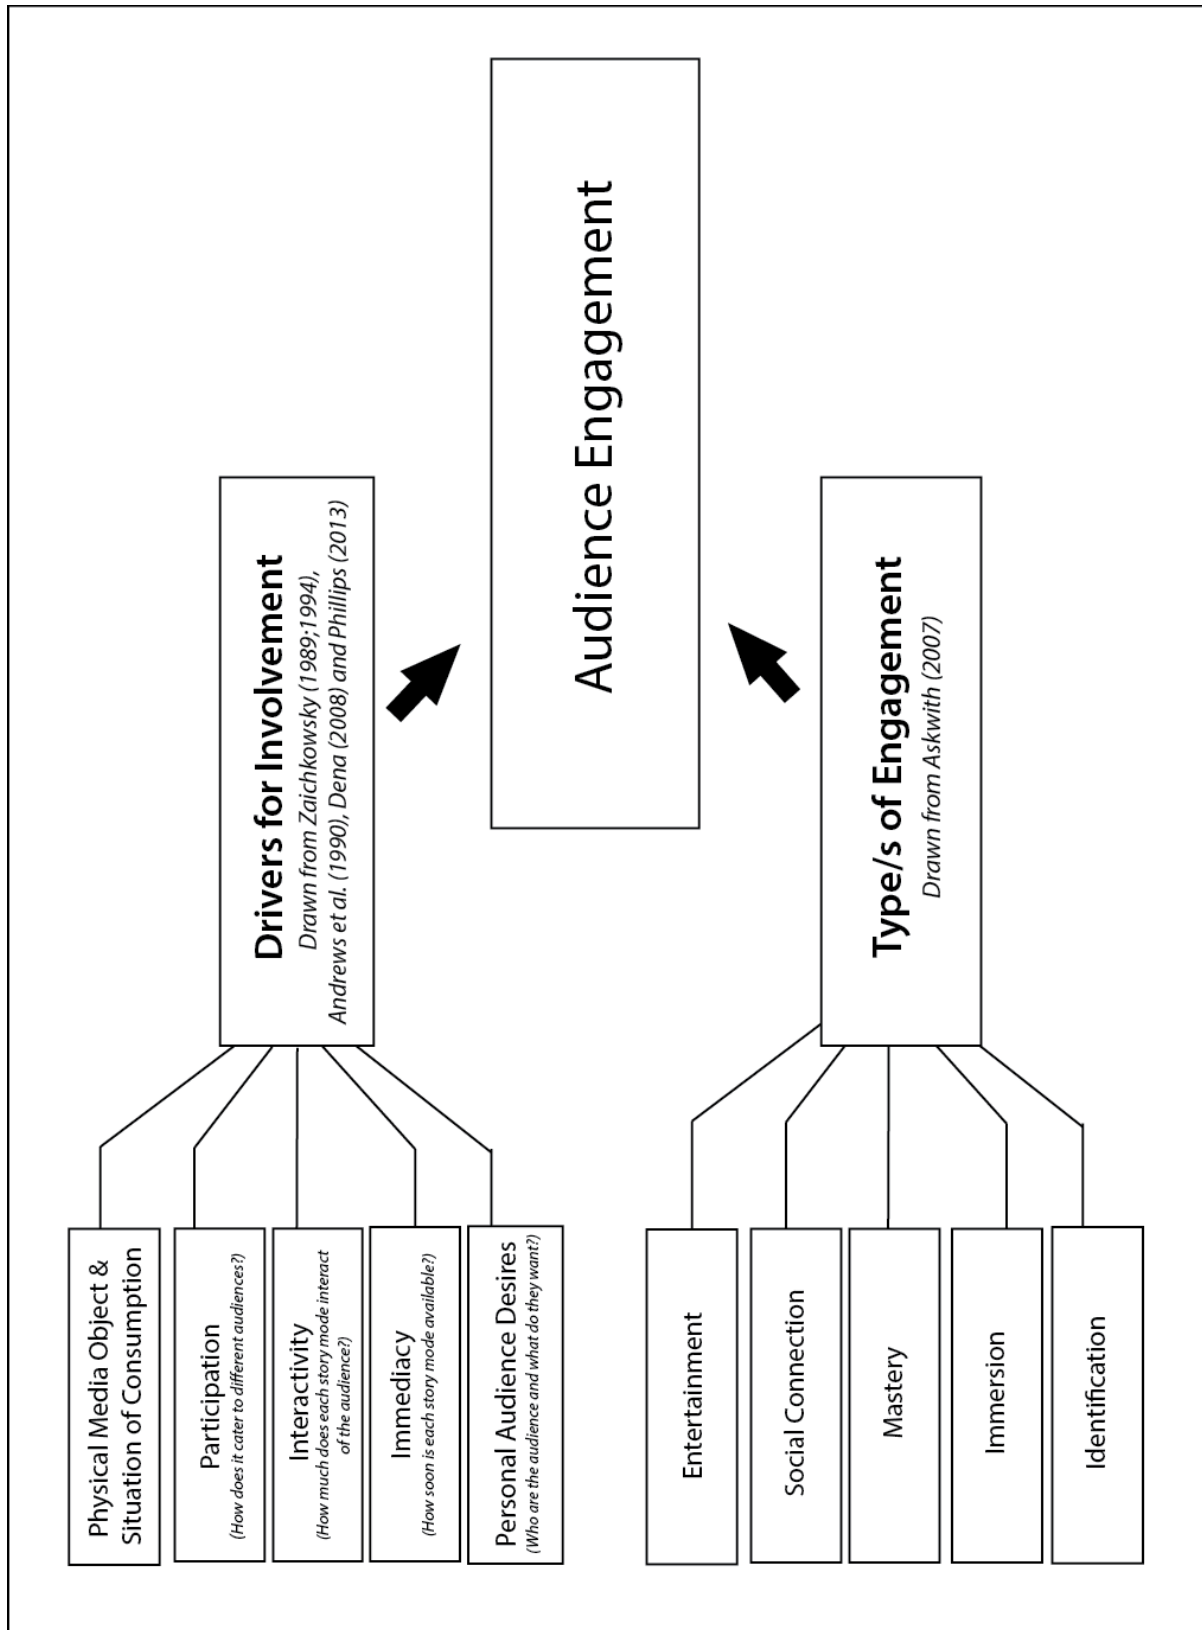 Physical Media Object &
Situation of Consumption
Participation
(How does it cater to different audiences?)
Interactivity
(How much does each story mode interact
of the audience?)
Immediacy
(How soon is each story mode available?)
Personal Audience Desires
(Who are the audience and what do they want?)
Drivers for Involvement
Drawn from Zaichkowsky (1989;1994),
Andrews et al. (1990), Dena (2008) and Phillips (2013)
Audience Engagement
Entertainment
Social Connection
Mastery
Immersion
Identification
Type/s of Engagement
Drawn from Askwith (2007)